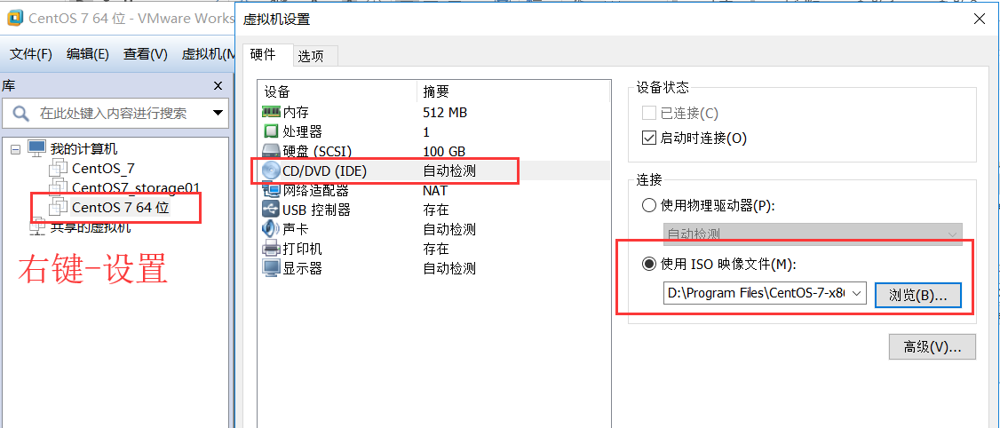 CentOS 7 64 位 - VMware Works
文件(F) 编辑(E) 查看(V) 虚拟机(M
库
在此处键入内容进行搜索
我的计算机
CentOS_7
CentOS7_storage01
CentOS 7 64 位
共享的虚拟机
右键-设置
虚拟机设置
硬件 选项
设备 摘要
内存 512 MB
处理器 1
硬盘 (SCSI) 100 GB
CD/DVD (IDE) 自动检测
网络适配器 NAT
USB 控制器 存在
声卡 自动检测
打印机 存在
显示器 自动检测
设备状态
已连接(C)
启动时连接(O)
连接
使用物理驱动器(P):
自动检测
使用 ISO 映像文件(M):
D:\Program Files\CentOS-7-x86
浏览(B)...
高级(V)...